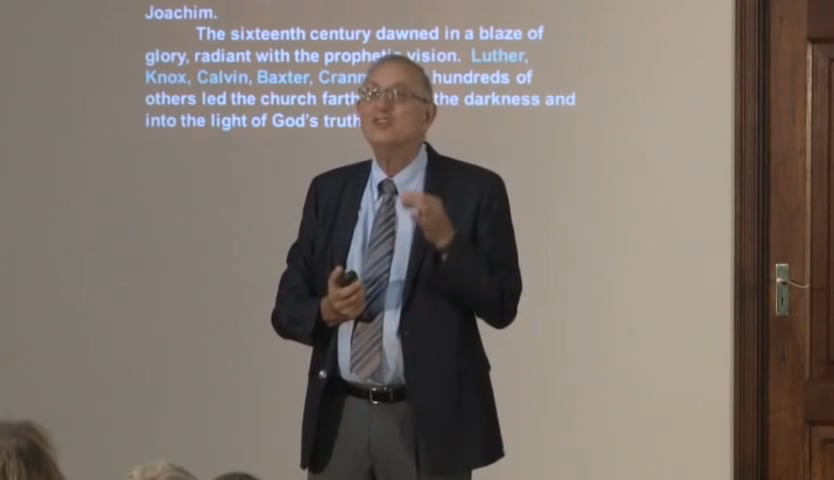 Joachim.
The sixteenth century dawned in a blaze of
glory, radiant with the prophetic vision. Luther,
Knox, Calvin, Baxter, hundreds of
others led the church the darkness and
into the light of God's truth